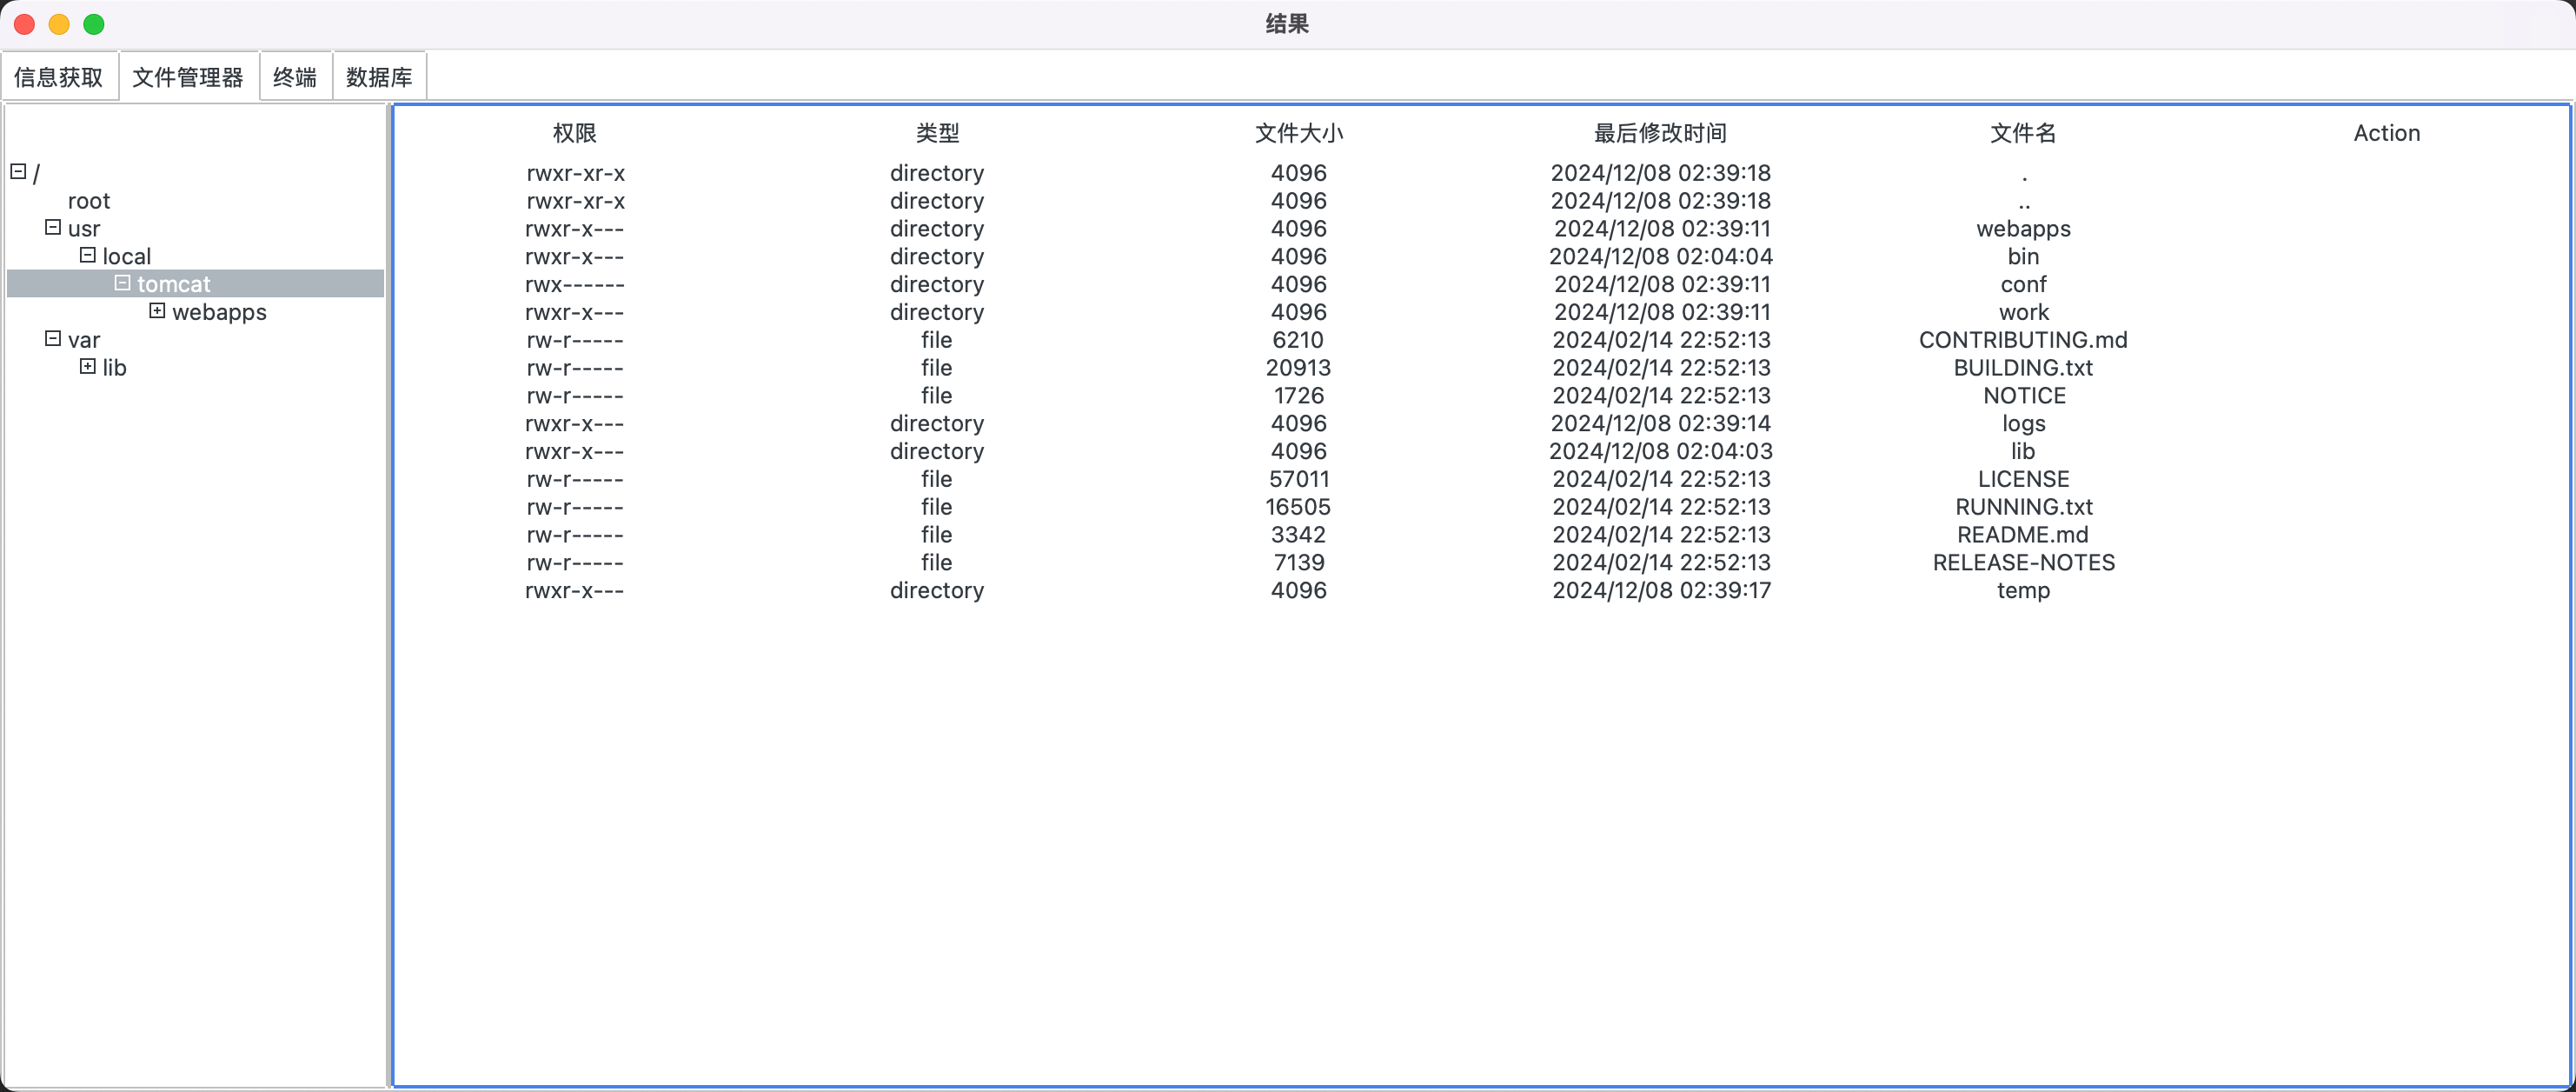 结果
信息获取 文件管理器 终端 数据库
权限 类型 文件大小 最后修改时间 文件名 Action
/
root
usr
local
tomcat
webapps
var
lib
rwxr-xr-x directory 4096 2024/12/08 02:39:18 .
rwxr-xr-x directory 4096 2024/12/08 02:39:18 ..
rwxr-x--- directory 4096 2024/12/08 02:39:11 webapps
rwxr-x--- directory 4096 2024/12/08 02:04:04 bin
rwx------ directory 4096 2024/12/08 02:39:11 conf
rwxr-x--- directory 4096 2024/12/08 02:39:11 work
rw-r----- file 6210 2024/02/14 22:52:13 CONTRIBUTING.md
rw-r----- file 20913 2024/02/14 22:52:13 BUILDING.txt
rw-r----- file 1726 2024/02/14 22:52:13 NOTICE
rwxr-x--- directory 4096 2024/12/08 02:39:14 logs
rwxr-x--- directory 4096 2024/12/08 02:04:03 lib
rw-r----- file 57011 2024/02/14 22:52:13 LICENSE
rw-r----- file 16505 2024/02/14 22:52:13 RUNNING.txt
rw-r----- file 3342 2024/02/14 22:52:13 README.md
rw-r----- file 7139 2024/02/14 22:52:13 RELEASE-NOTES
rwxr-x--- directory 4096 2024/12/08 02:39:17 temp